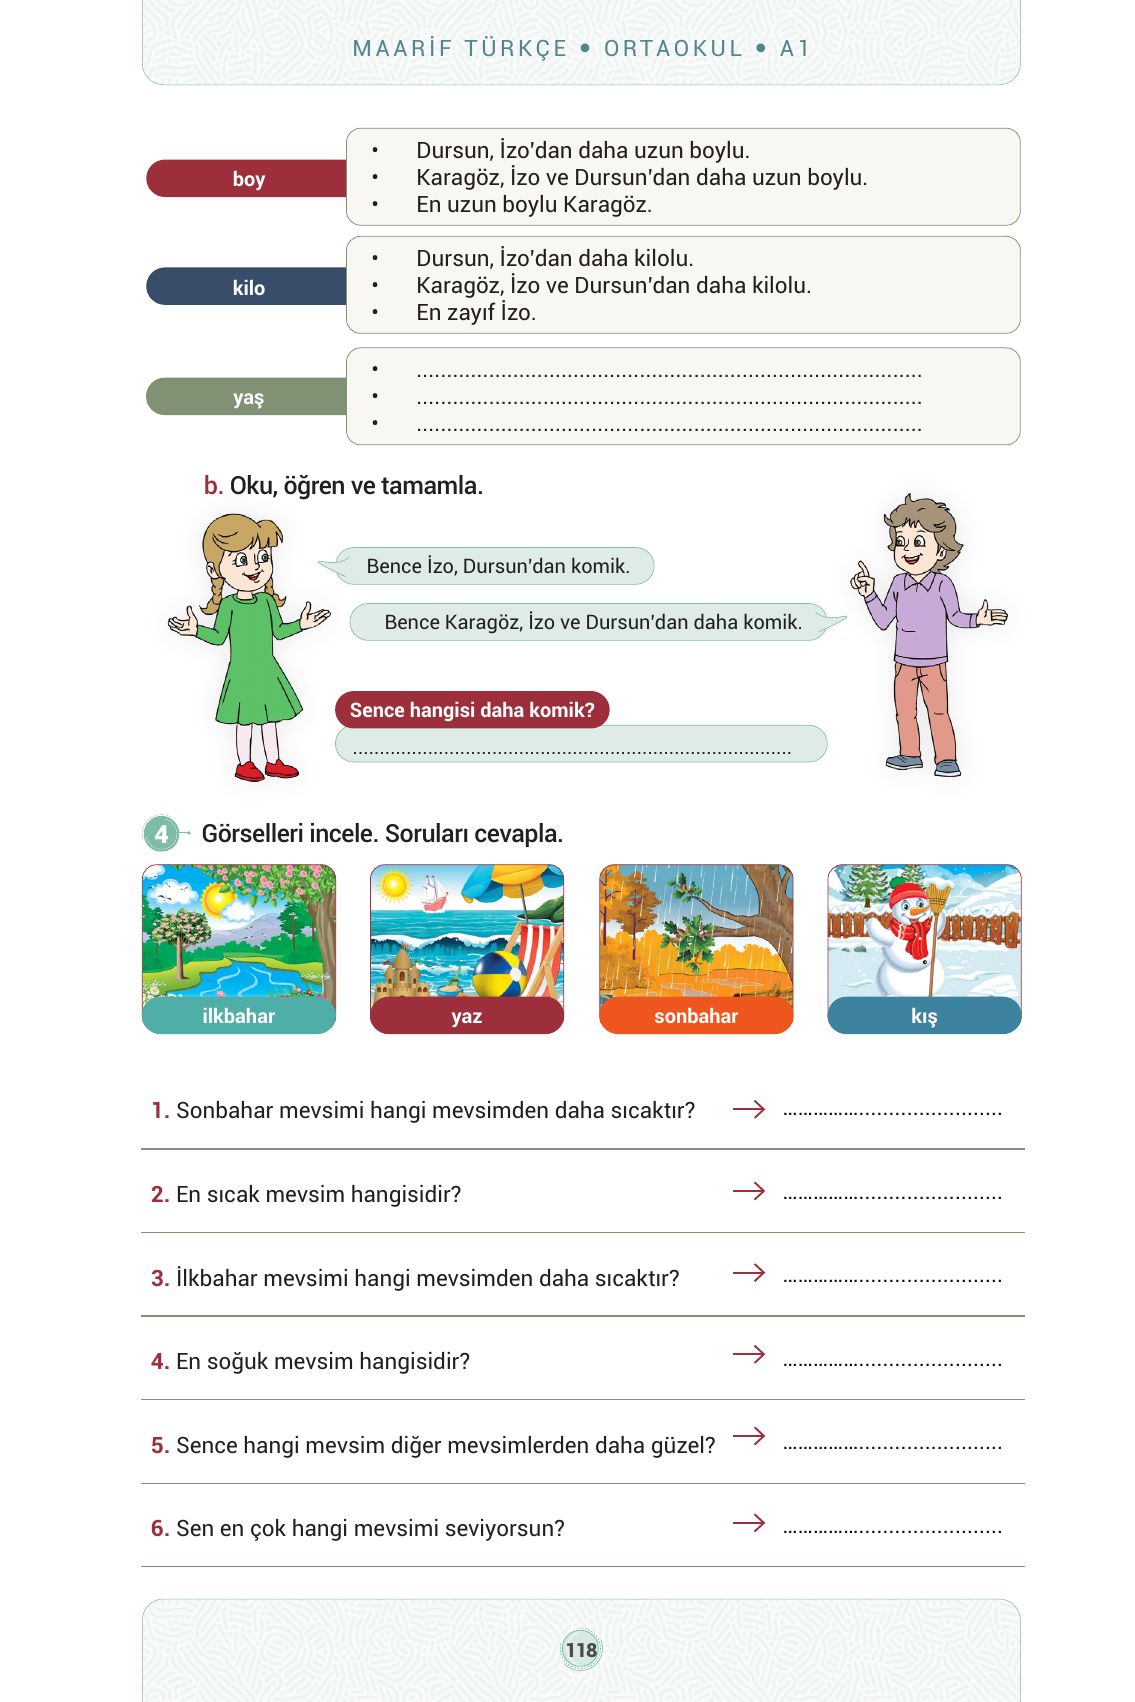 MAARİF TÜRKÇE • ORTAOKUL • A1
boy
• Dursun, İzo'dan daha uzun boylu.
• Karagöz, İzo ve Dursun'dan daha uzun boylu.
• En uzun boylu Karagöz.
kilo
• Dursun, İzo'dan daha kilolu.
• Karagöz, İzo ve Dursun'dan daha kilolu.
• En zayıf İzo.
yaş
• ....................................................................................
• ....................................................................................
• ....................................................................................
b. Oku, öğren ve tamamla.
Bence İzo, Dursun'dan komik.
Bence Karagöz, İzo ve Dursun'dan daha komik.
Sence hangisi daha komik?
..................................................................................
4 Görselleri incele. Soruları cevapla.
ilkbahar
yaz
sonbahar
kış
1. Sonbahar mevsimi hangi mevsimden daha sıcaktır? → .....................................
2. En sıcak mevsim hangisidir? → .....................................
3. İlkbahar mevsimi hangi mevsimden daha sıcaktır? → .....................................
4. En soğuk mevsim hangisidir? → .....................................
5. Sence hangi mevsim diğer mevsimlerden daha güzel? → .....................................
6. Sen en çok hangi mevsimi seviyorsun? → .....................................
118